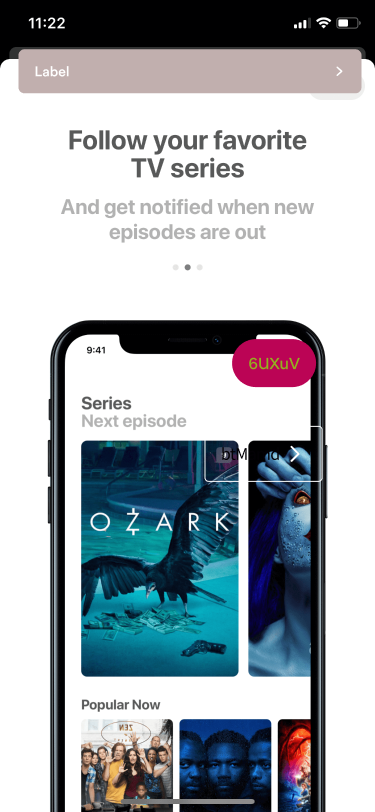 11:22
Label
Follow your favorite
TV series
And get notified when new
episodes are out
9:41
6UXuV
Series
Next episode
OZARK
Popular Now